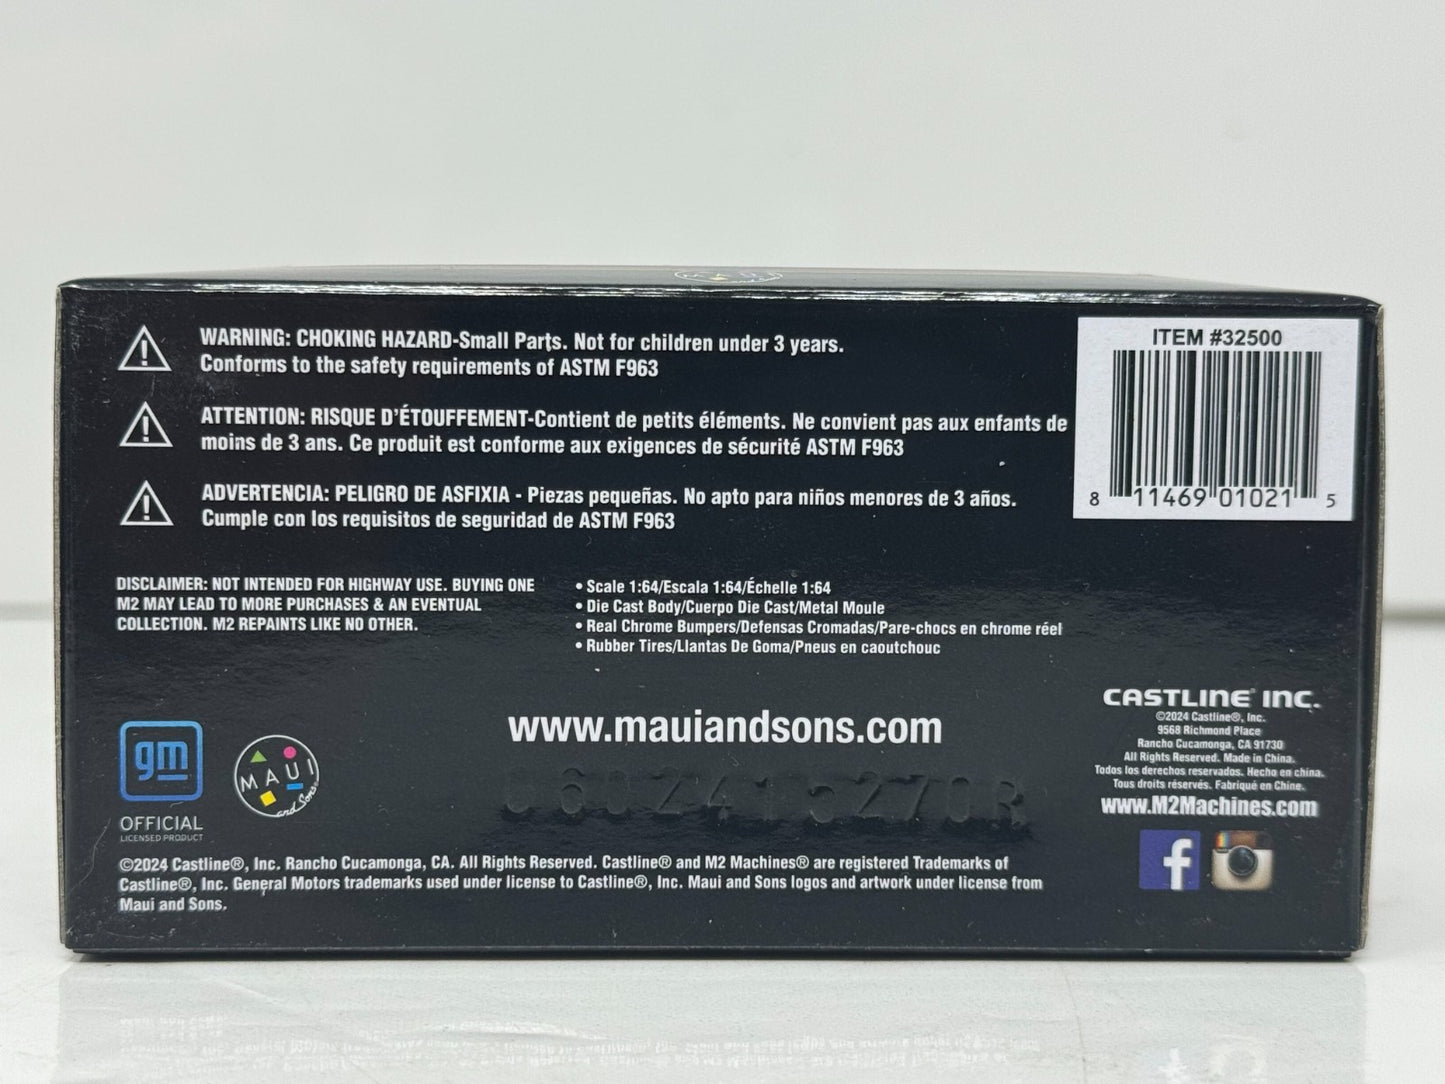 MAUI
WARNING: CHOKING HAZARD-Small Parts. Not for children under 3 years.
Conforms to the safety requirements of ASTM F963
ATTENTION: RISQUE D'ÉTOUFFEMENT-Contient de petits éléments. Ne convient pas aux enfants de
moins de 3 ans. Ce produit est conforme aux exigences de sécurité ASTM F963
ADVERTENCIA: PELIGRO DE ASFIXIA - Piezas pequeñas. No apto para niños menores de 3 años.
Cumple con los requisitos de seguridad de ASTM F963
ITEM #32500
8 11469 01021 5
DISCLAIMER: NOT INTENDED FOR HIGHWAY USE. BUYING ONE
M2 MAY LEAD TO MORE PURCHASES & AN EVENTUAL
COLLECTION. M2 REPAINTS LIKE NO OTHER.
• Scale 1:64/Escala 1:64/Échelle 1:64
• Die Cast Body/Cuerpo Die Cast/Metal Moule
• Real Chrome Bumpers/Defensas Cromadas/Pare-chocs en chrome réel
• Rubber Tires/Llantas De Goma/Pneus en caoutchouc
www.mauiandsons.com
CASTLINE® INC.
©2024 Castline®, Inc.
9568 Richmond Place
Rancho Cucamonga, CA 91730
All Rights Reserved. Made in China.
Todos los derechos reservados. Hecho en china.
Tous droits réservés. Fabriqué en Chine.
www.M2Machines.com
f
gm
OFFICIAL
LICENSED PRODUCT
MAUI
and Sons
©2024 Castline®, Inc. Rancho Cucamonga, CA. All Rights Reserved. Castline® and M2 Machines® are registered Trademarks of
Castline®, Inc. General Motors trademarks used under license to Castline®, Inc. Maui and Sons logos and artwork under license from
Maui and Sons.